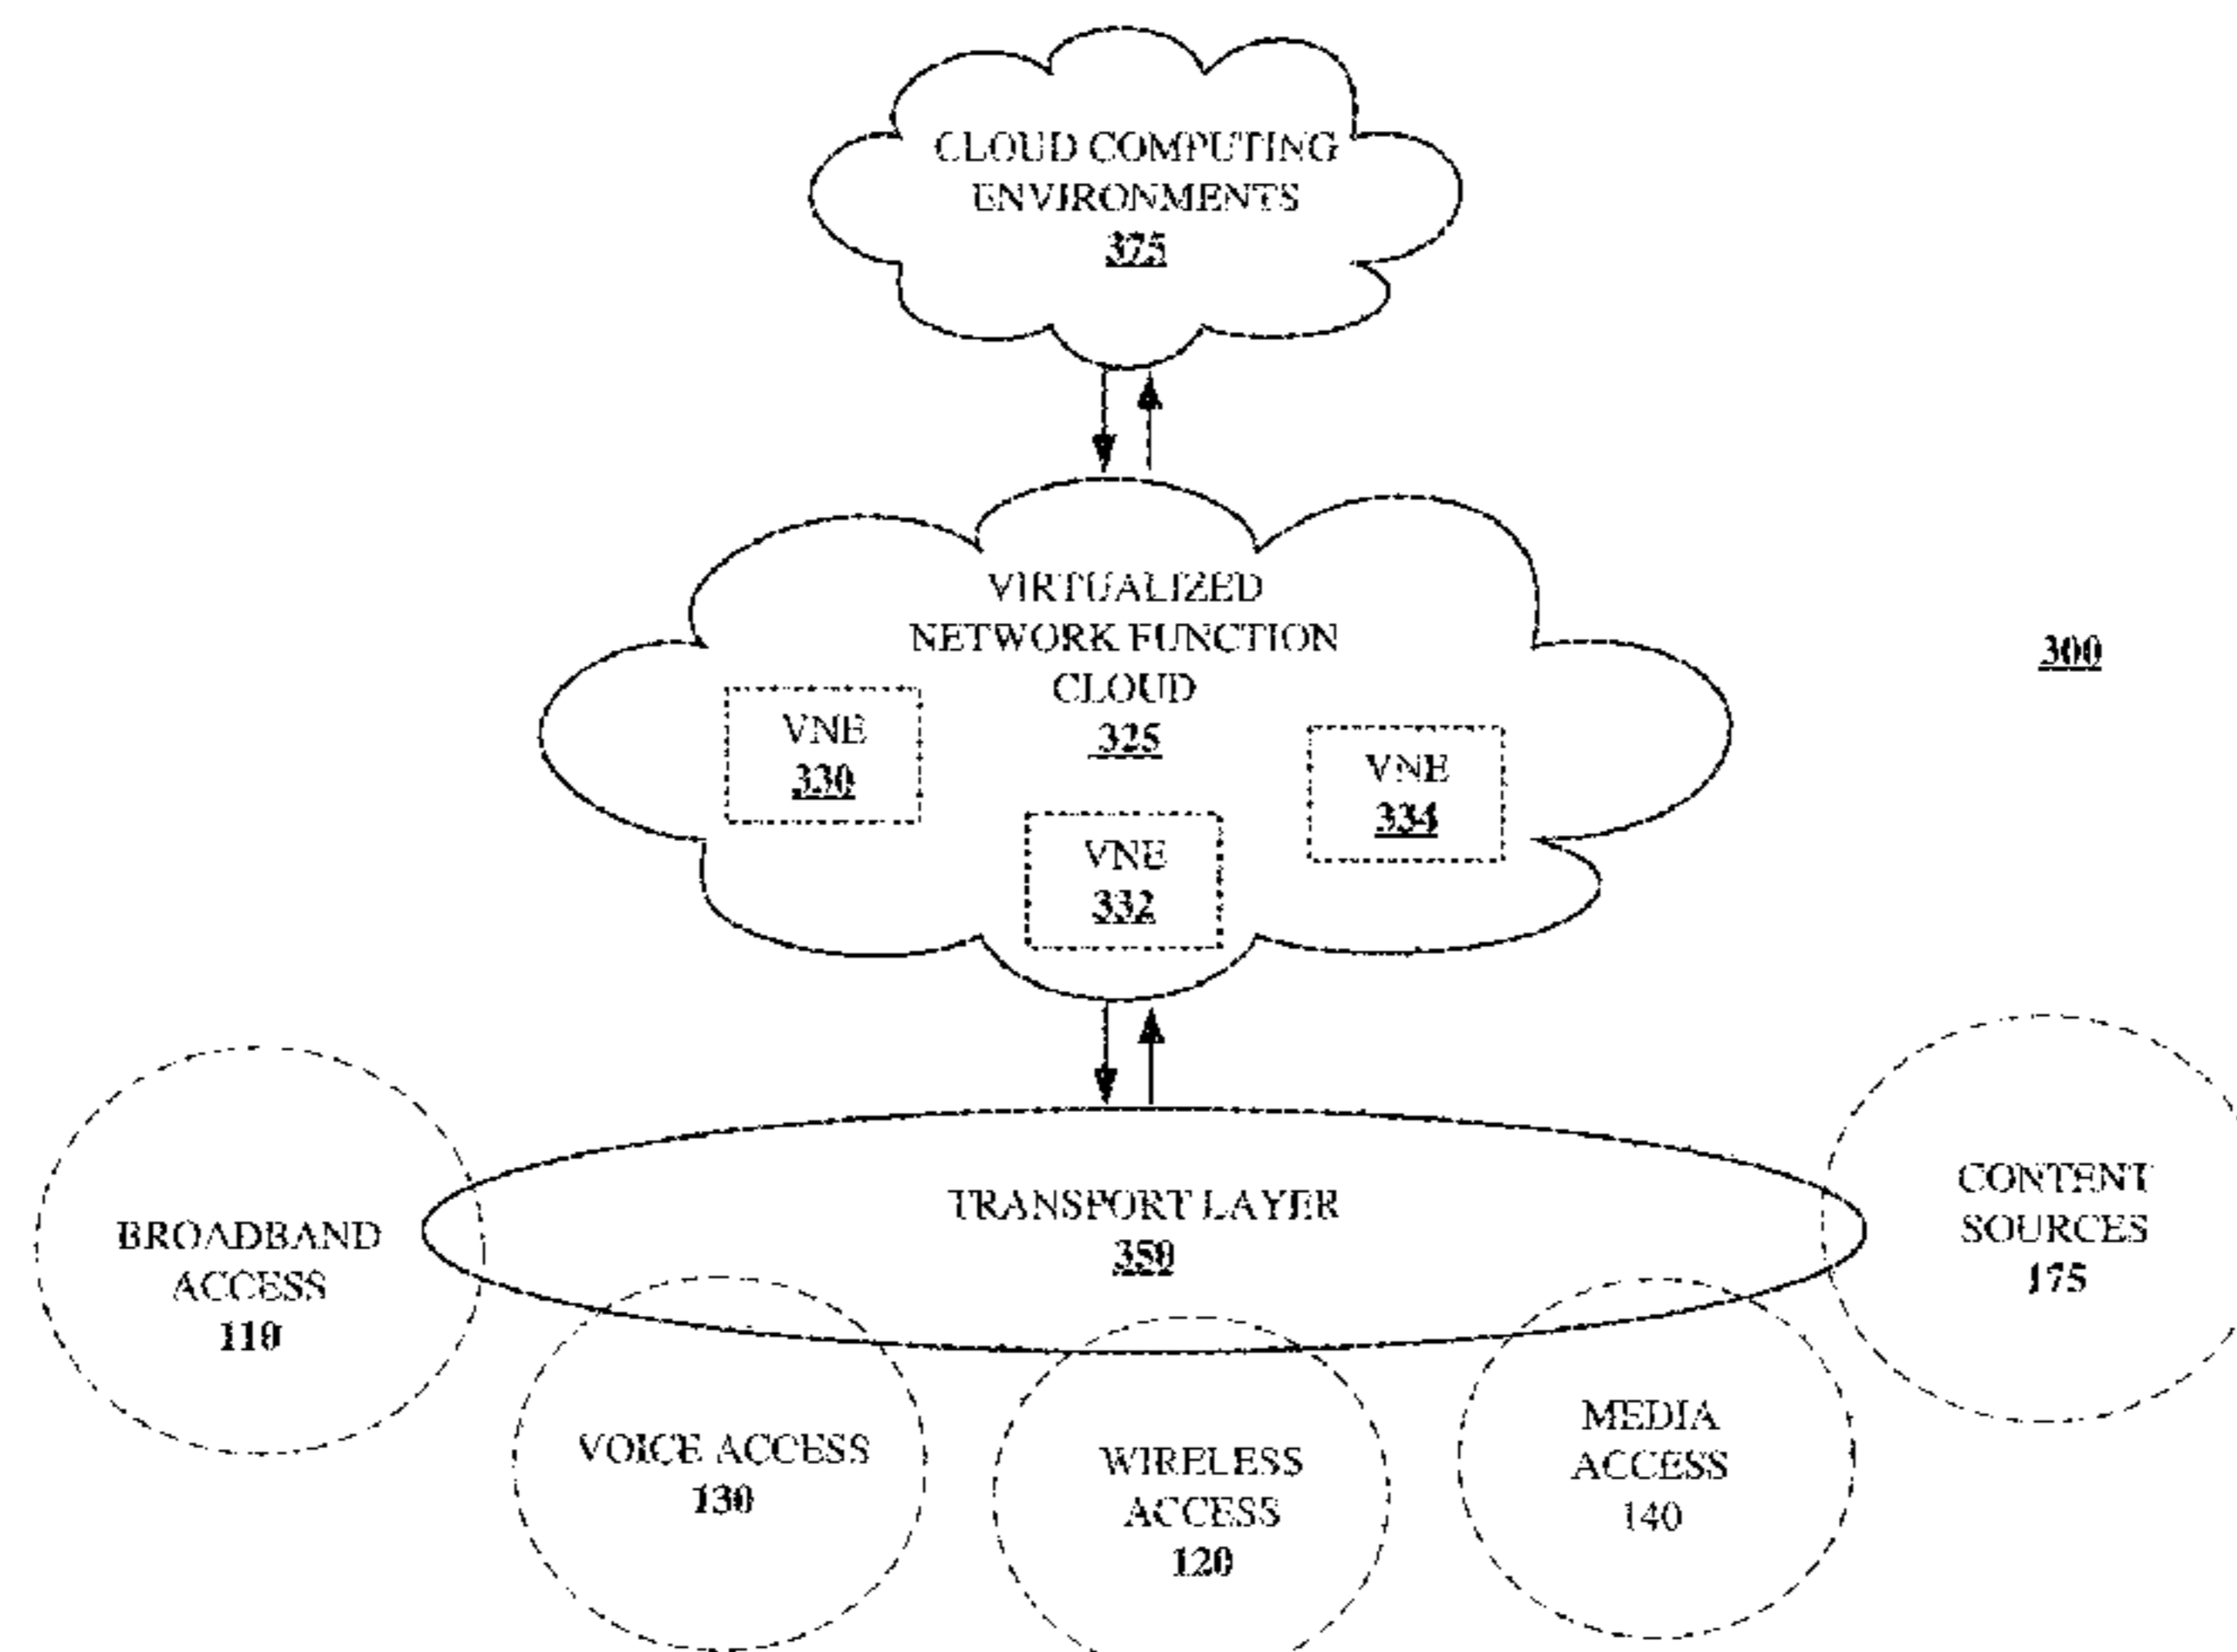 CLOUD COMPUTING
ENVIRONMENTS
375
VIRTUALIZED
NETWORK FUNCTION
CLOUD
325
300
VNE
330
VNE
334
VNE
332
TRANSPORT LAYER
350
BROADBAND
ACCESS
110
VOICE ACCESS
130
WIRELESS
ACCESS
120
MEDIA
ACCESS
140
CONTENT
SOURCES
175